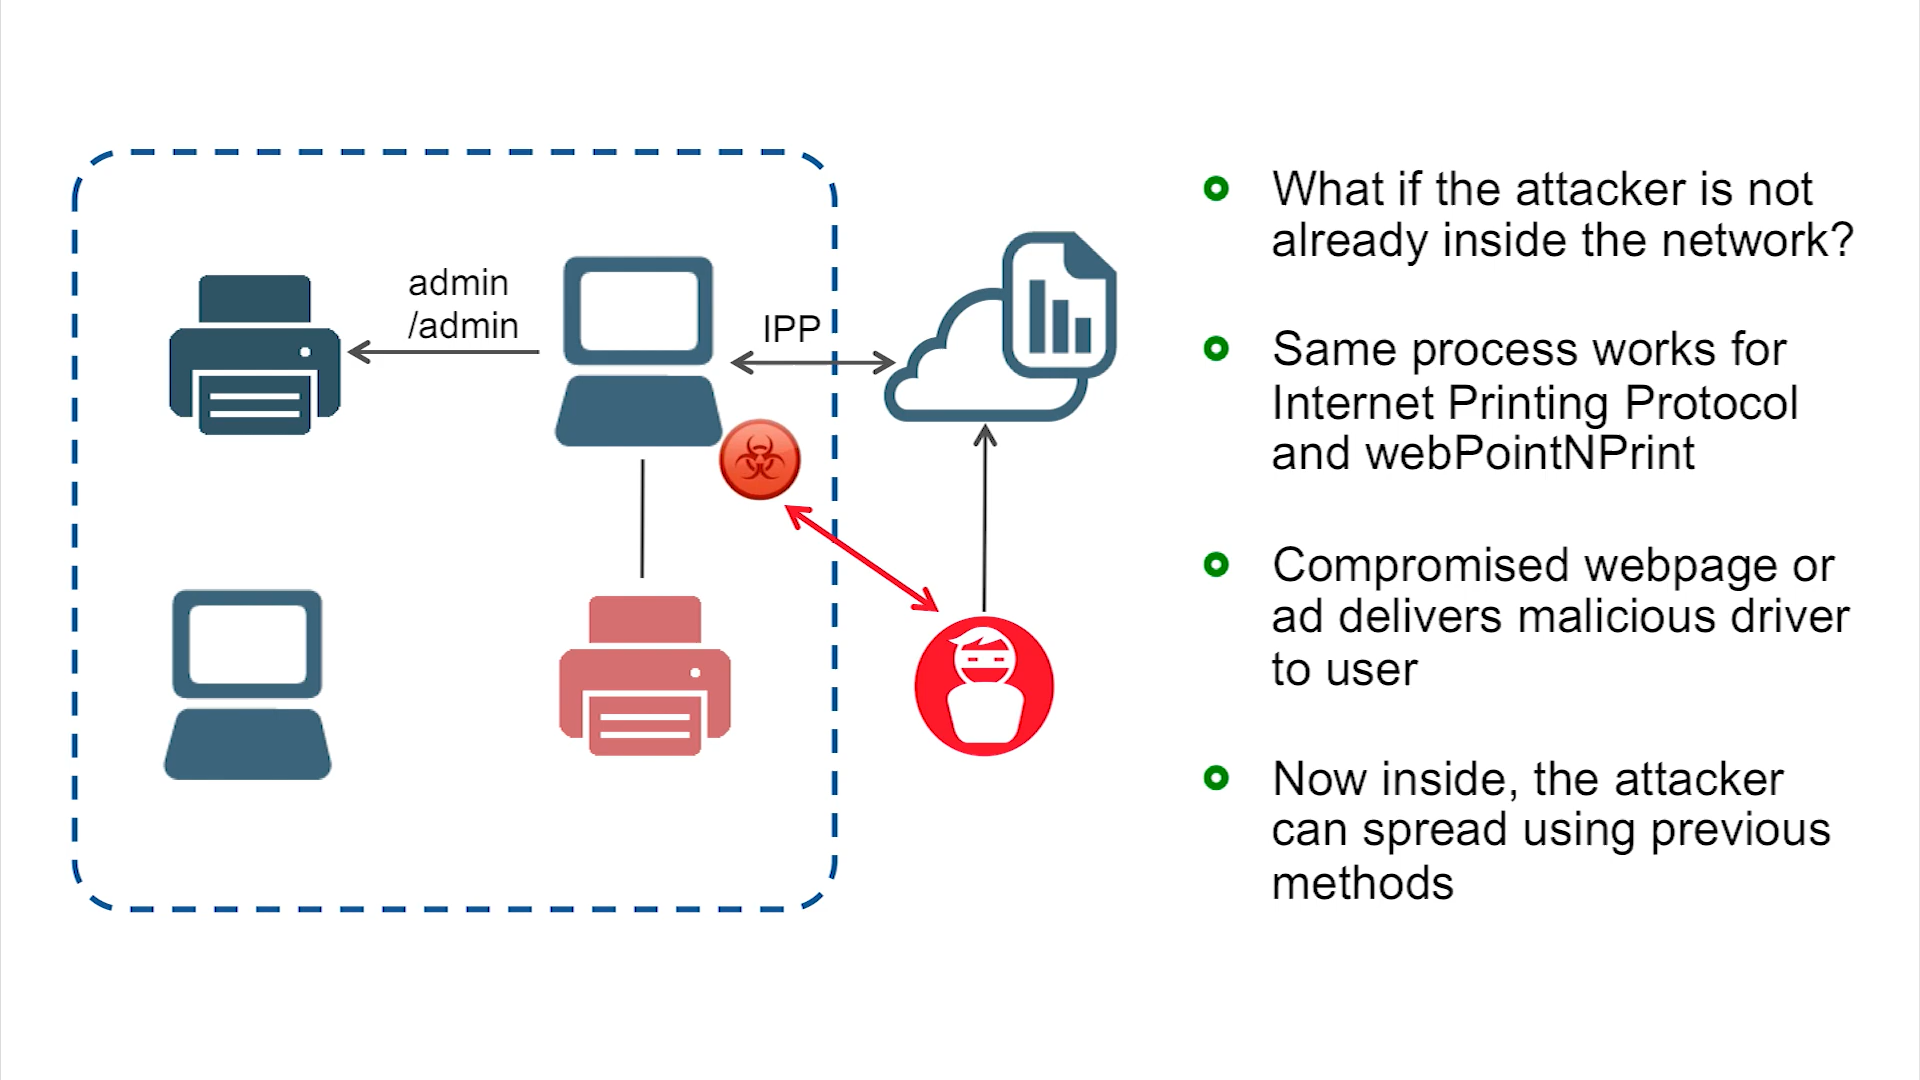 admin
/admin
IPP
What if the attacker is not
already inside the network?
Same process works for
Internet Printing Protocol
and webPointNPrint
Compromised webpage or
ad delivers malicious driver
to user
Now inside, the attacker
can spread using previous
methods